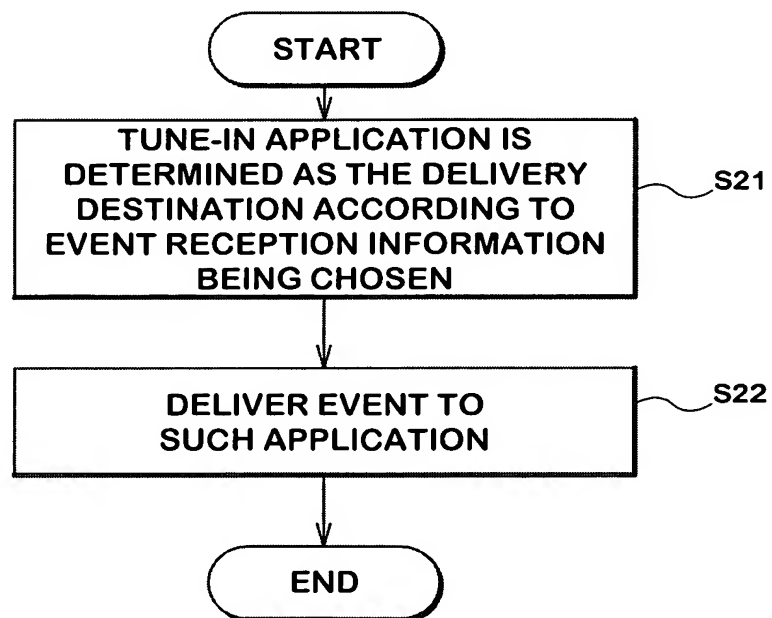 START
TUNE-IN APPLICATION IS
DETERMINED AS THE DELIVERY
DESTINATION ACCORDING TO
EVENT RECEPTION INFORMATION
BEING CHOSEN
S21
DELIVER EVENT TO
SUCH APPLICATION
S22
END